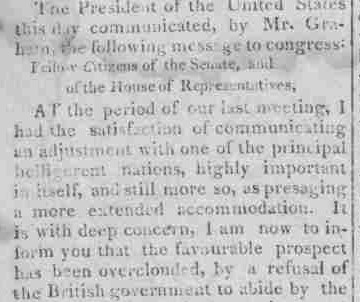 The President of the United States
this day communicated, by Mr. Gra-
ham, the following message to congress:
Fellow Citizens of the Senate, and
of the House of Representatives,
AT the period of our last meeting, I
had the satisfaction of communicating
an adjustment with one of the principal
belligerent nations, highly important
in itself, and still more so, as presaging
a more extended accommodation. It
is with deep concern, I am now to in-
form you that the favourable prospect
has been overclouded, by a refusal of
the British government to abide by the